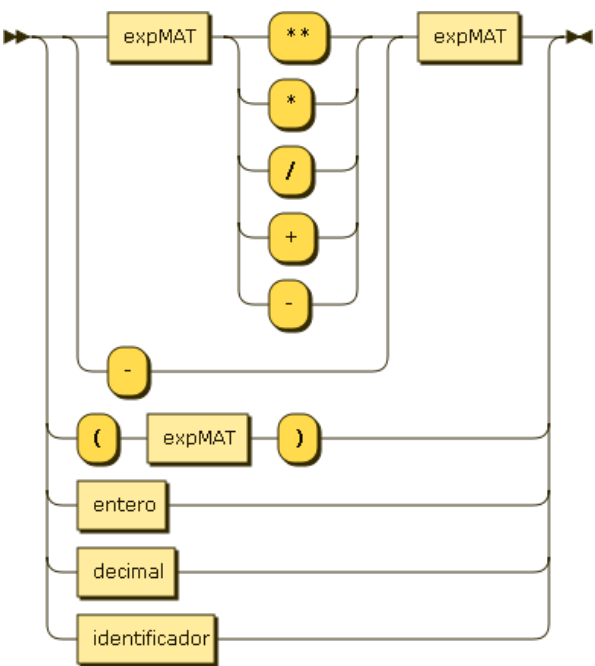 expMAT ** expMAT
*
/
+
-
-
( expMAT )
entero
decimal
identificador